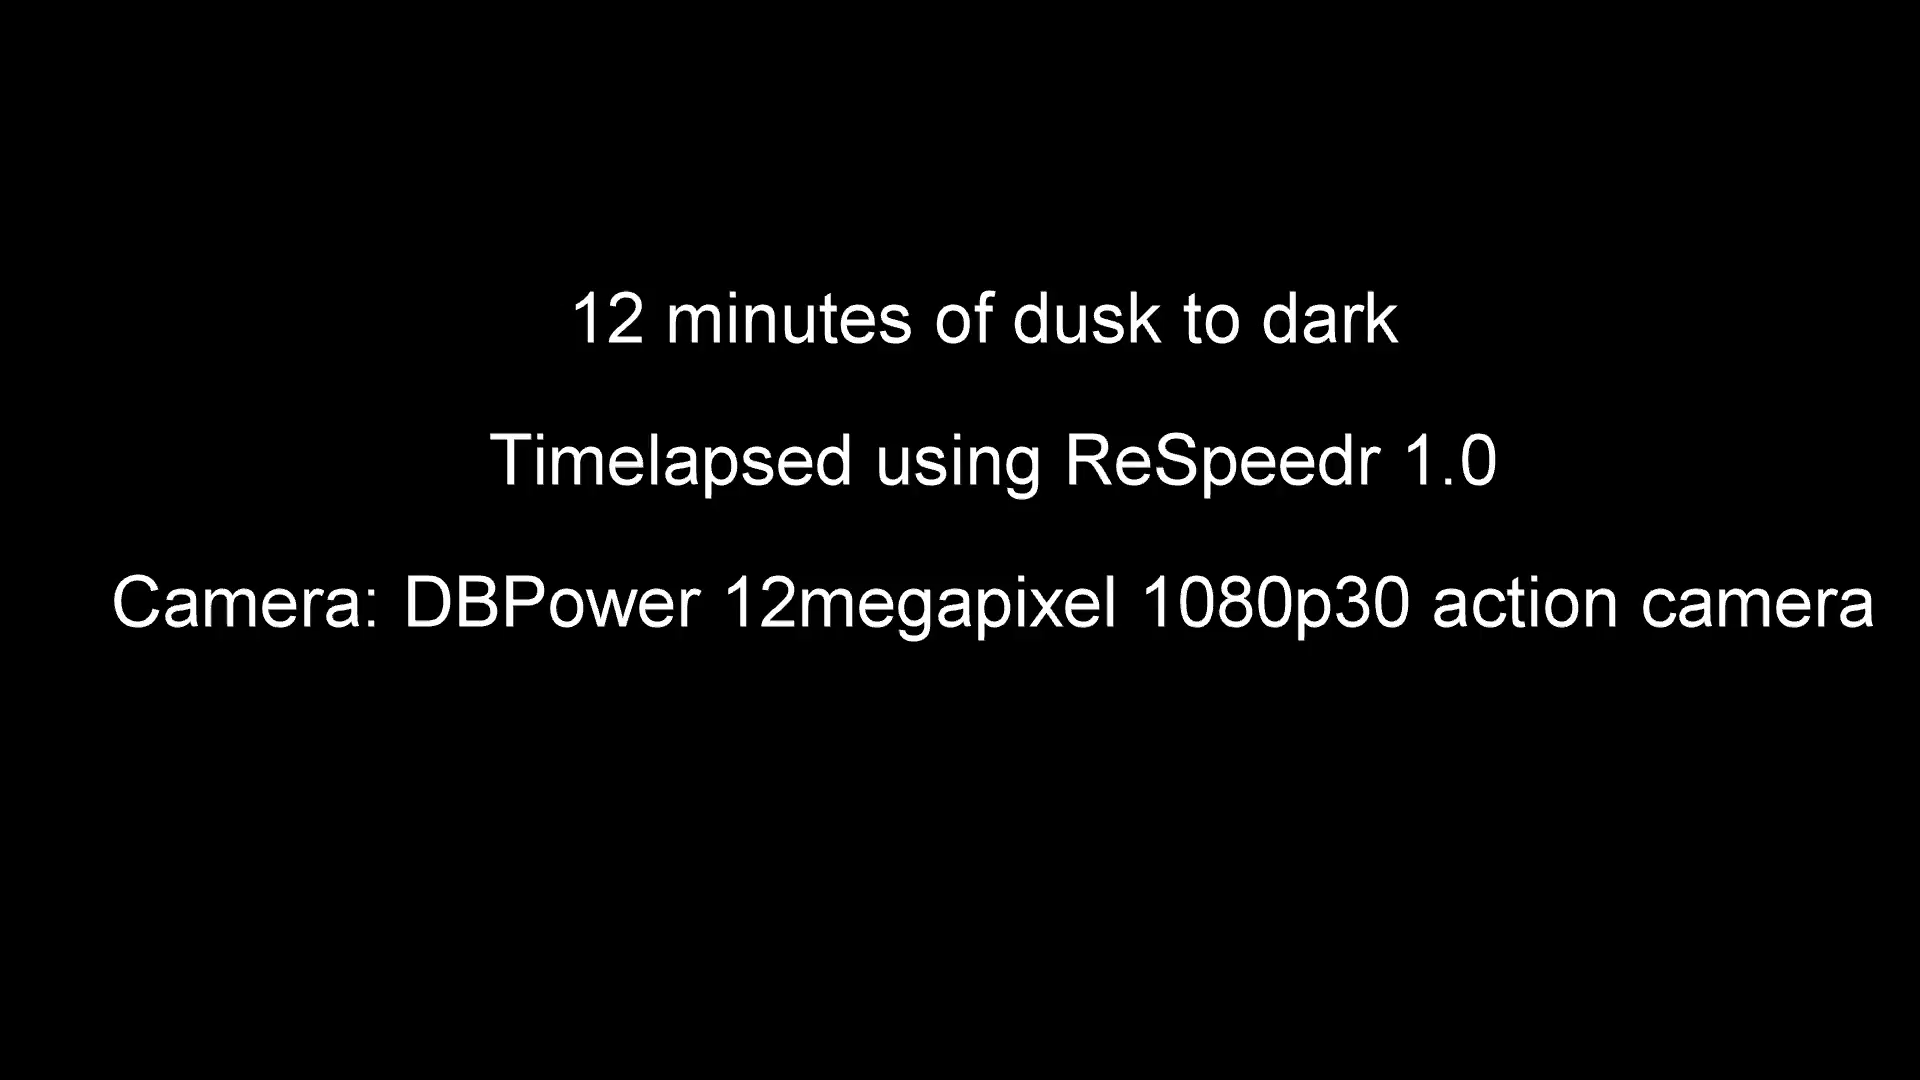 12 minutes of dusk to dark
Timelapsed using ReSpeedr 1.0
Camera: DBPower 12megapixel 1080p30 action camera